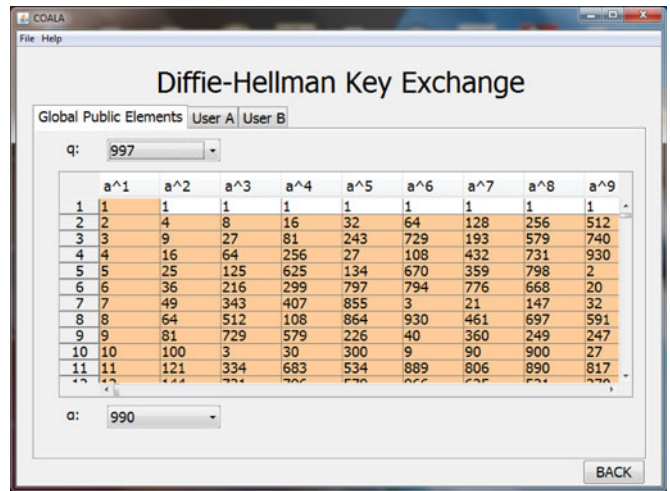 COALA
File Help
Diffie-Hellman Key Exchange
Global Public Elements User A User B
q: 997
a^1 a^2 a^3 a^4 a^5 a^6 a^7 a^8 a^9
1 1 1 1 1 1 1 1 1 1
2 2 4 8 16 32 64 128 256 512
3 3 9 27 81 243 729 193 579 740
4 4 16 64 256 27 108 432 731 930
5 5 25 125 625 134 670 359 798 2
6 6 36 216 299 797 794 776 668 20
7 7 49 343 407 855 3 21 147 32
8 8 64 512 108 864 930 461 697 591
9 9 81 729 579 226 40 360 249 247
10 10 100 3 30 300 9 90 900 27
11 11 121 334 683 534 889 806 890 817
a: 990
BACK